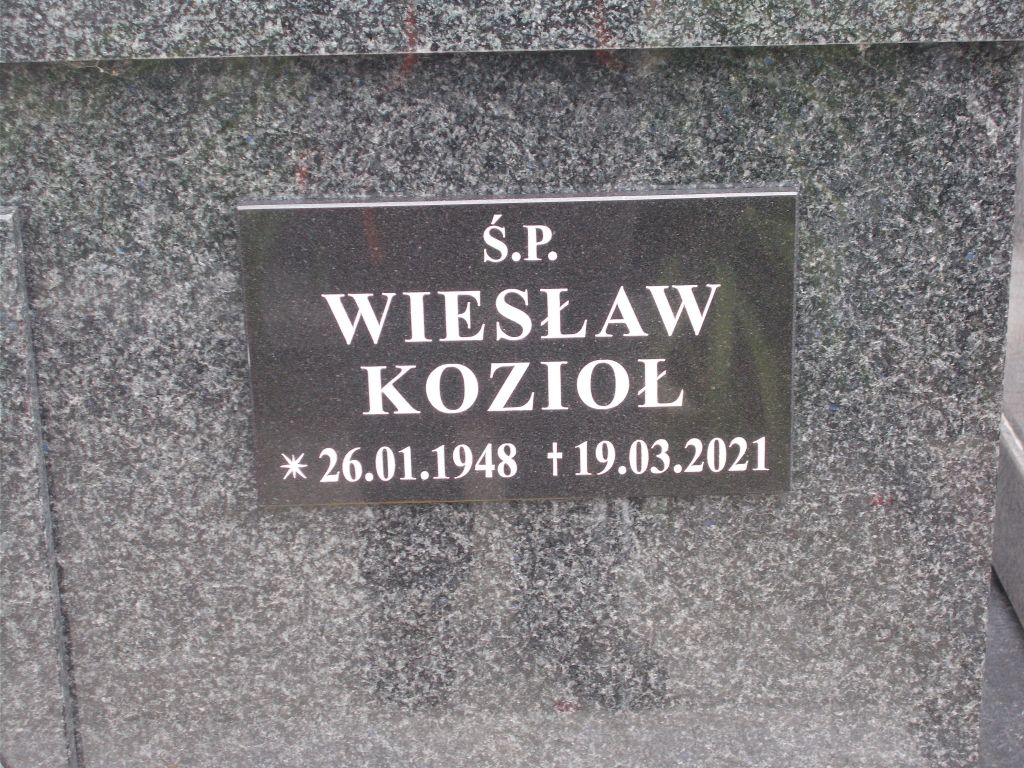 Ś.P.
WIESŁAW
KOZIOŁ
* 26.01.1948 † 19.03.2021